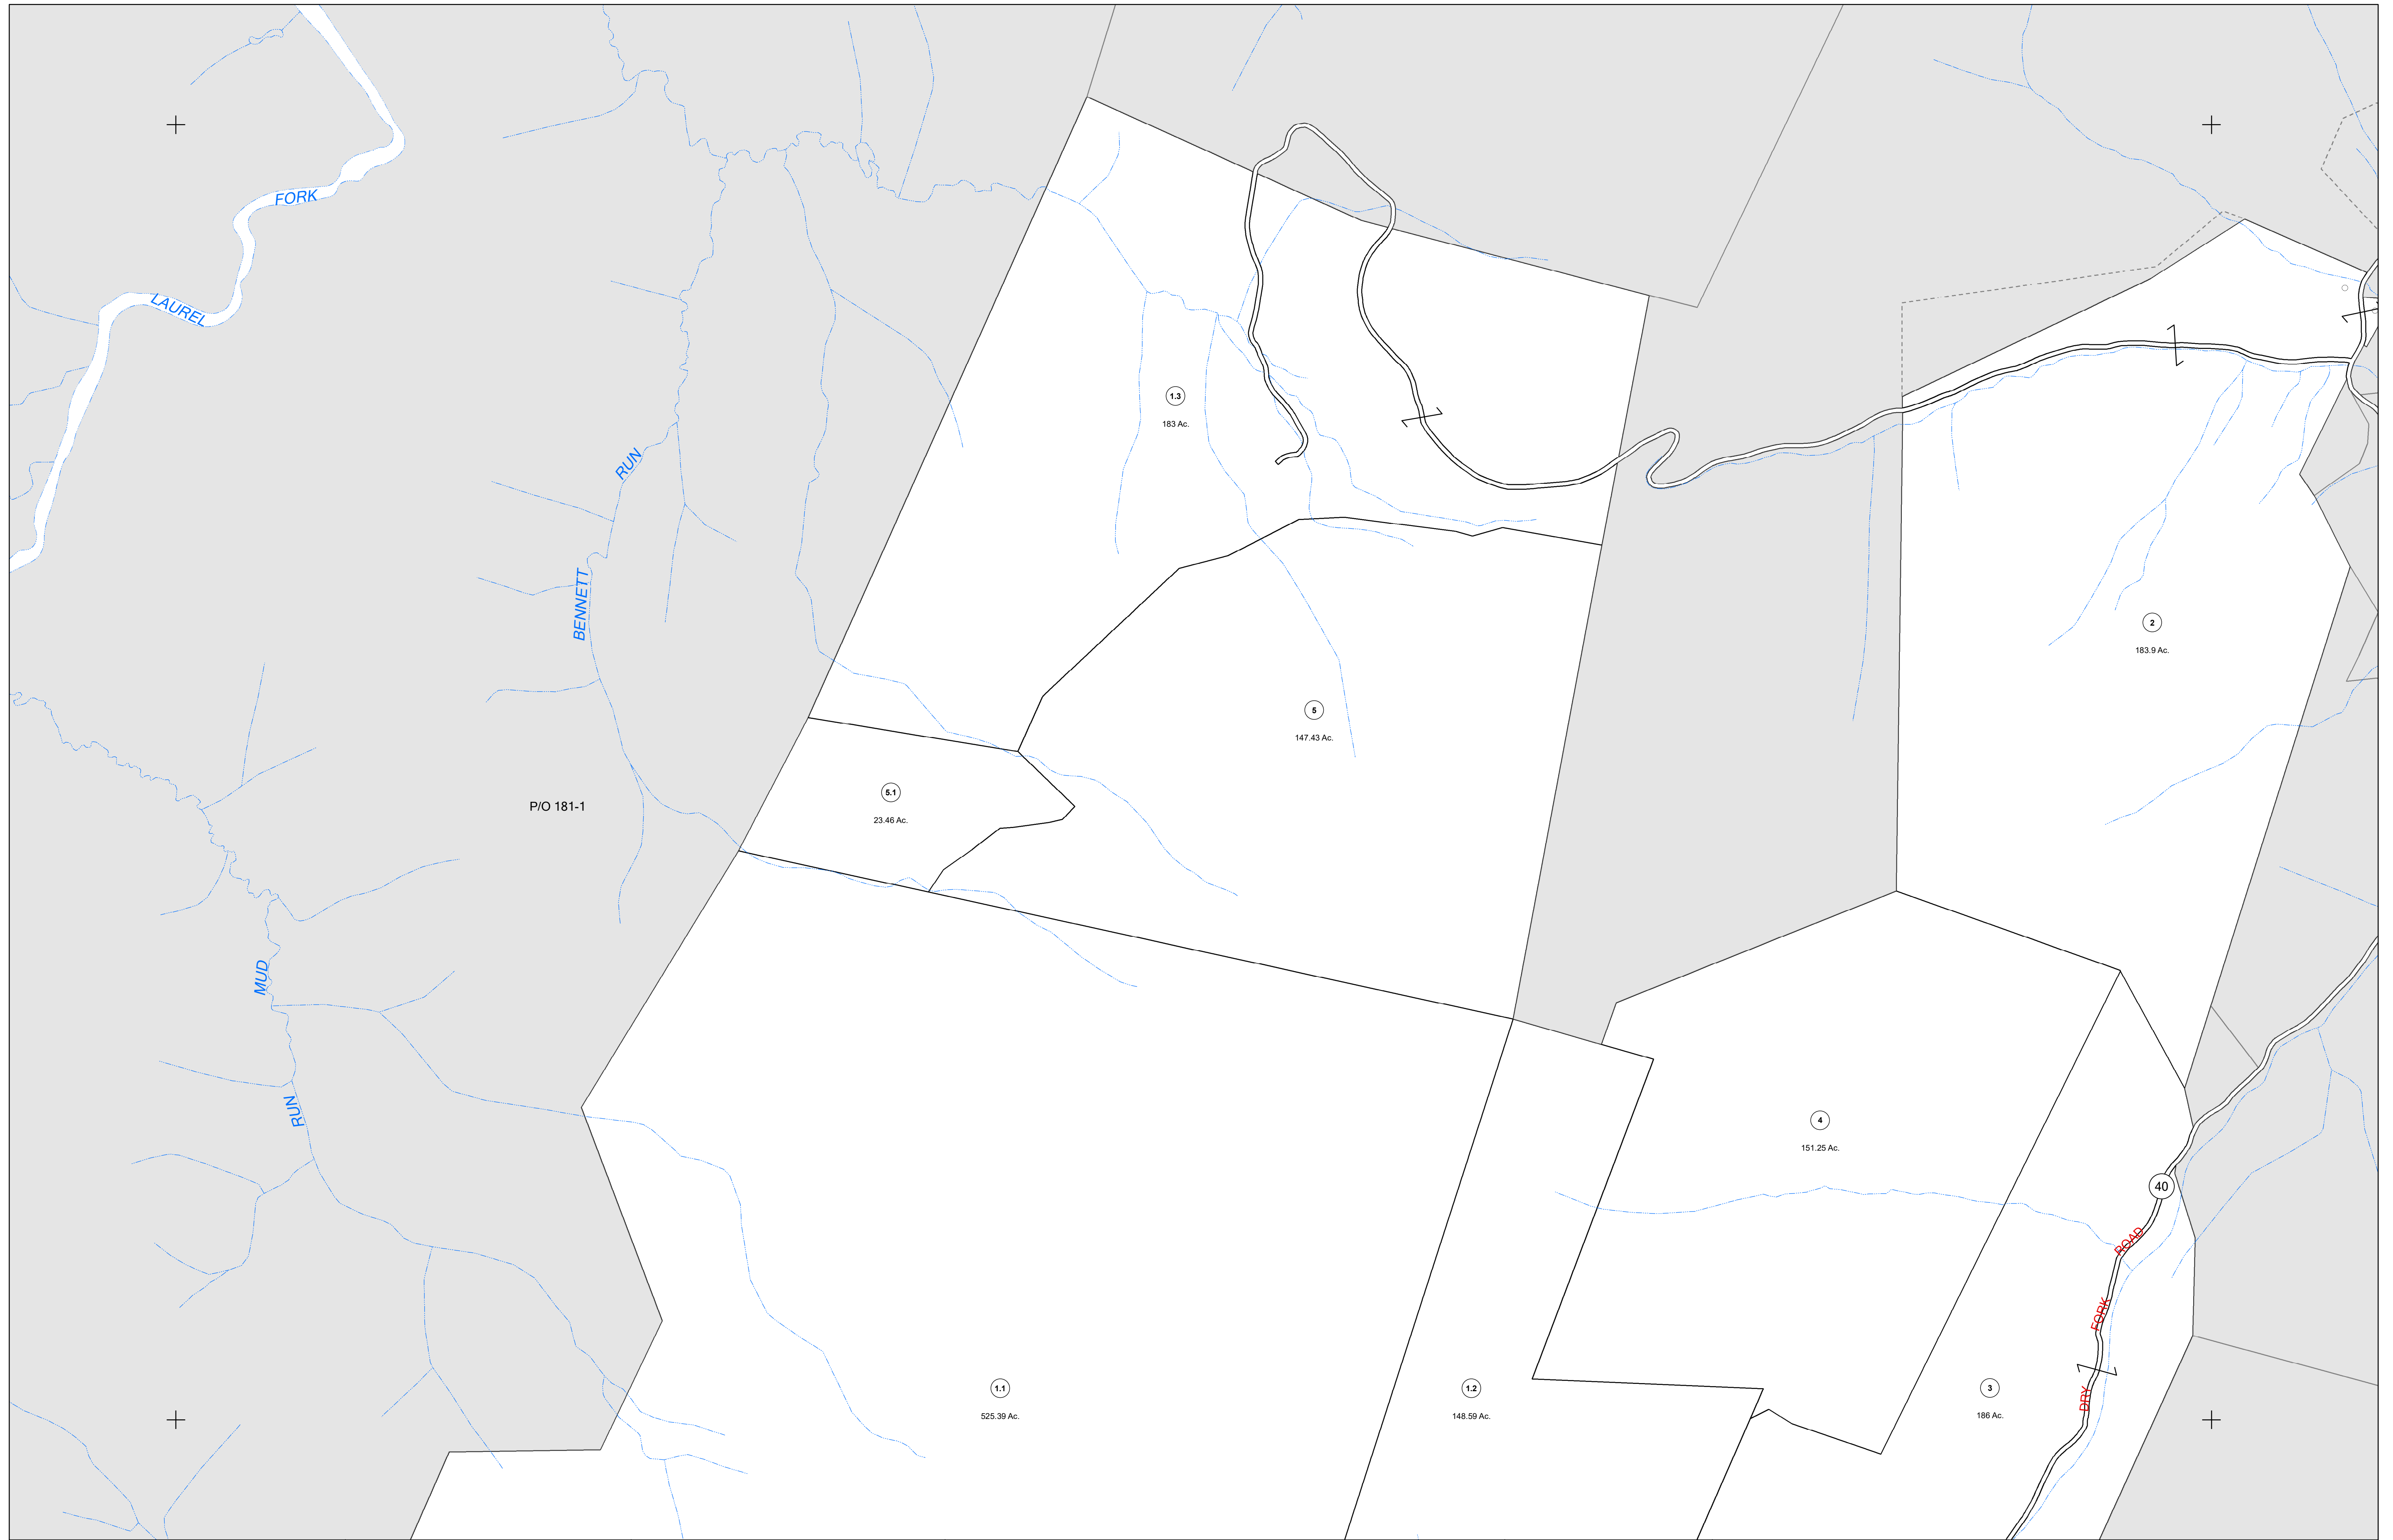 FORK
LAUREL
1.3
183 Ac.
RUN
BENNETT
2
183.9 Ac.
5
147.43 Ac.
5.1
23.46 Ac.
P/O 181-1
MUD
RUN
4
151.25 Ac.
40
ROAD
FORK
DRY
1.1
525.39 Ac.
1.2
148.59 Ac.
3
186 Ac.